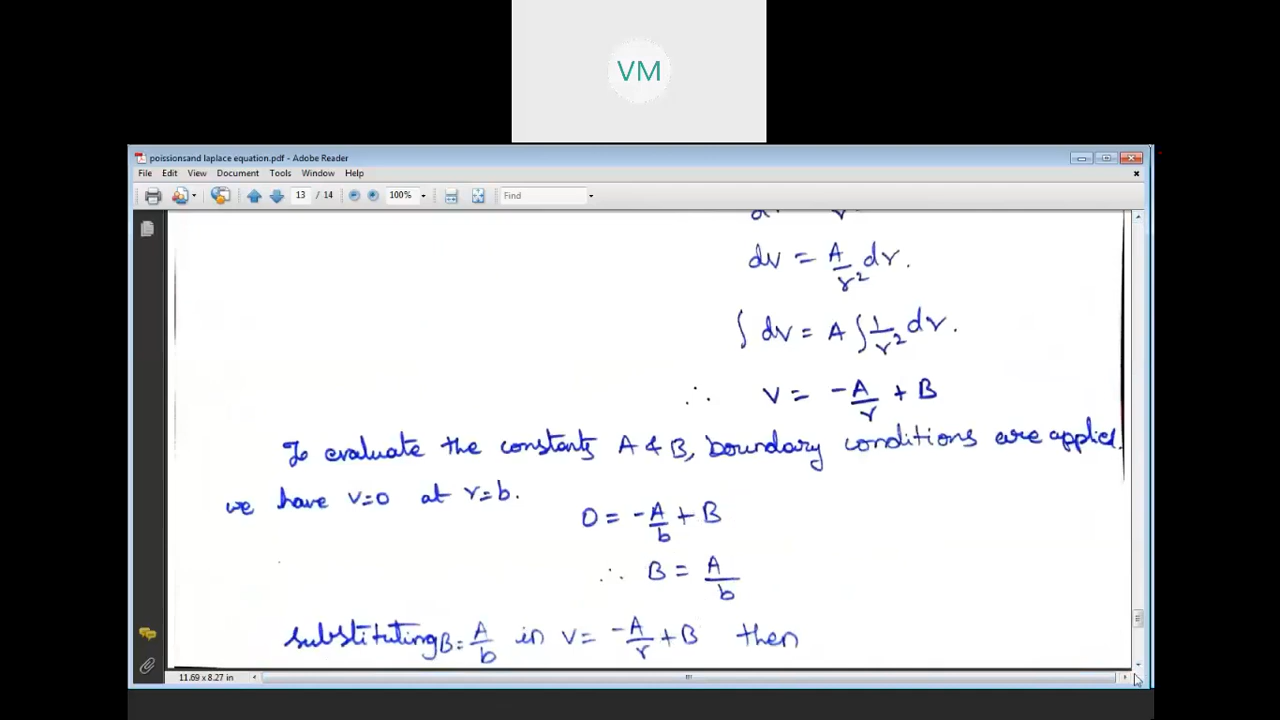 VM
poissionsand laplace equation.pdf - Adobe Reader
File Edit View Document Tools Window Help
13 / 14 100% Find
dv = A/r² dr.
∫ dv = A ∫ 1/r² dr.
∴ v = -A/r + B
To evaluate the constants A & B, boundary conditions are applied.
we have v=0 at r=b.
0 = -A/b + B
∴ B = A/b
substituting B = A/b in v = -A/r + B then
11.69 x 8.27 in